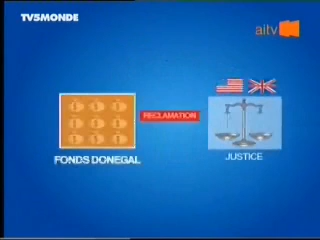 TV5MONDE
aitv
RECLAMATION
FONDS DONEGAL
JUSTICE